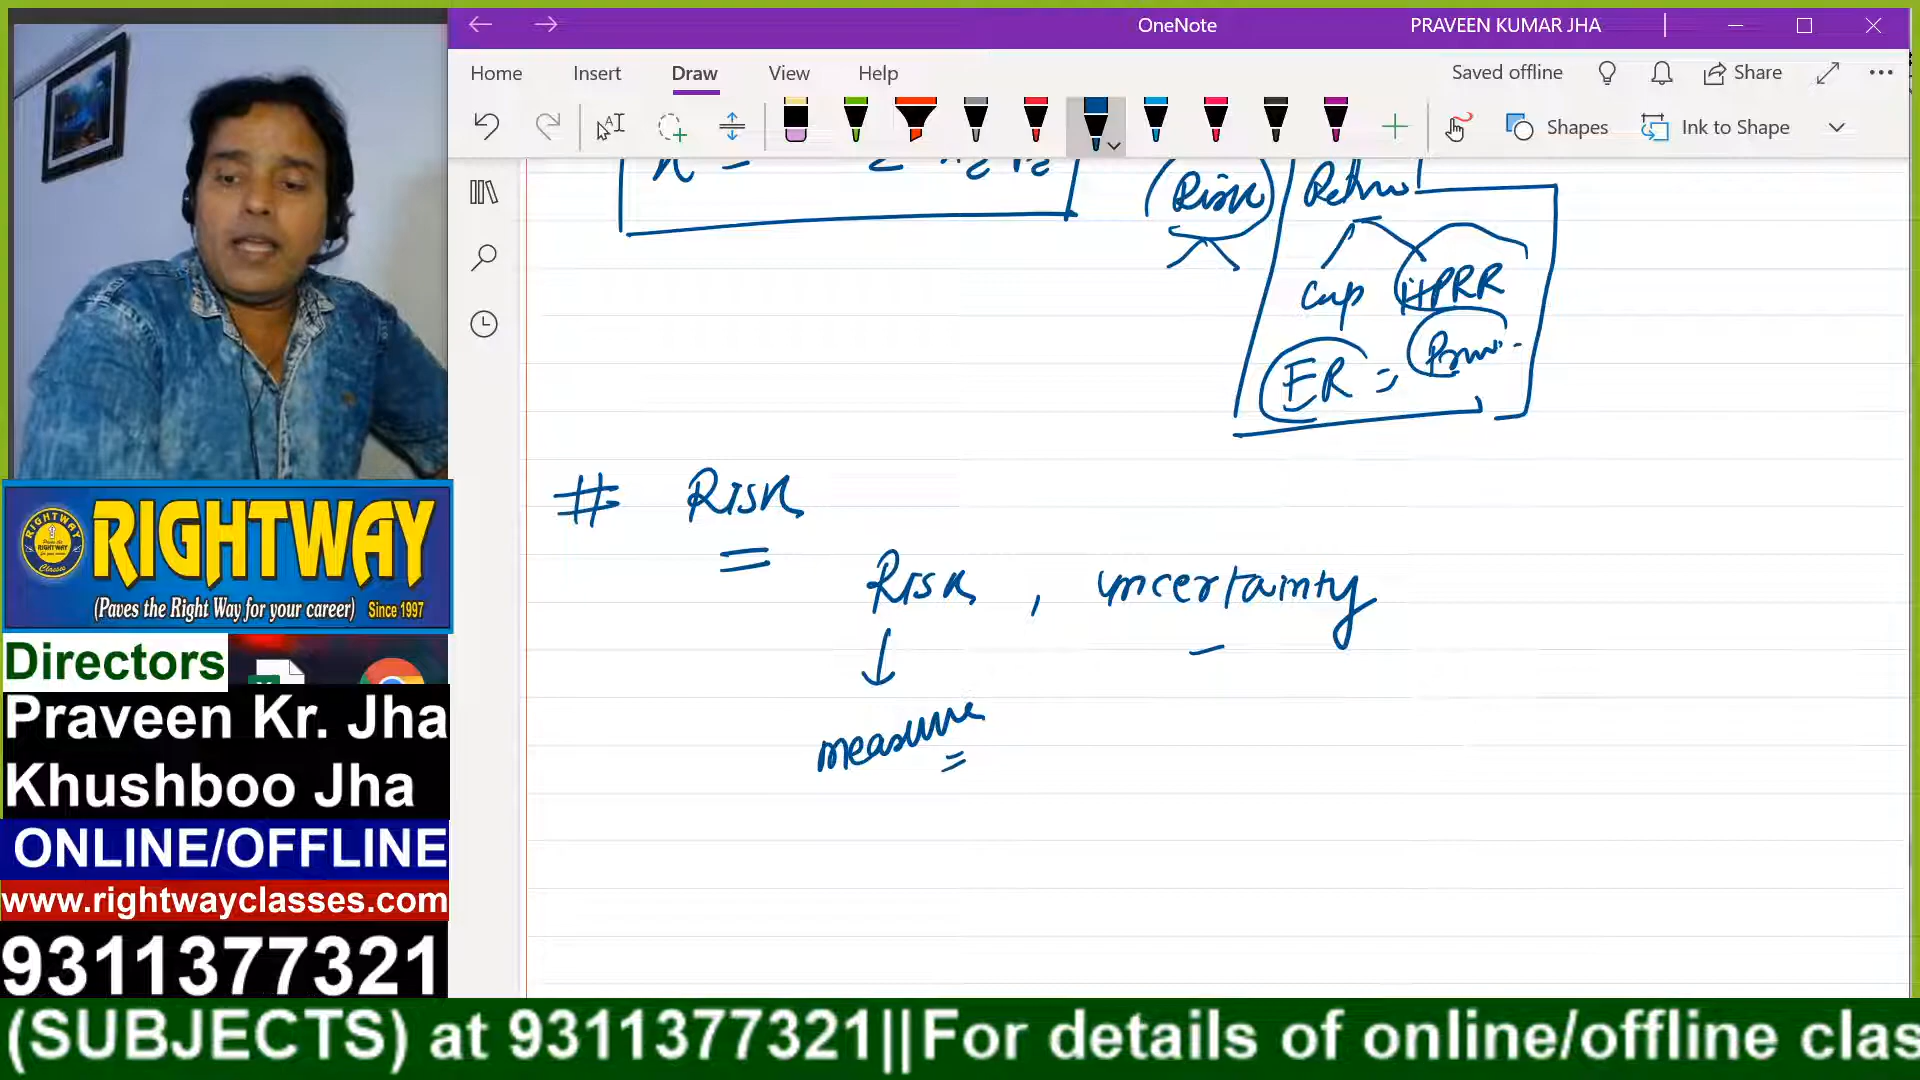 OneNote
PRAVEEN KUMAR JHA
Home Insert Draw View Help
Saved offline
Share
Shapes
Ink to Shape
(Risk)
Cap HPRR
ER =
# RISK
Risk , uncertainty
measure
RIGHTWAY
Classes
(Paves the Right Way for your career) Since 1997
Directors
Praveen Kr. Jha
Khushboo Jha
ONLINE/OFFLINE
www.rightwayclasses.com
9311377321
(SUBJECTS) at 9311377321||For details of online/offline clas